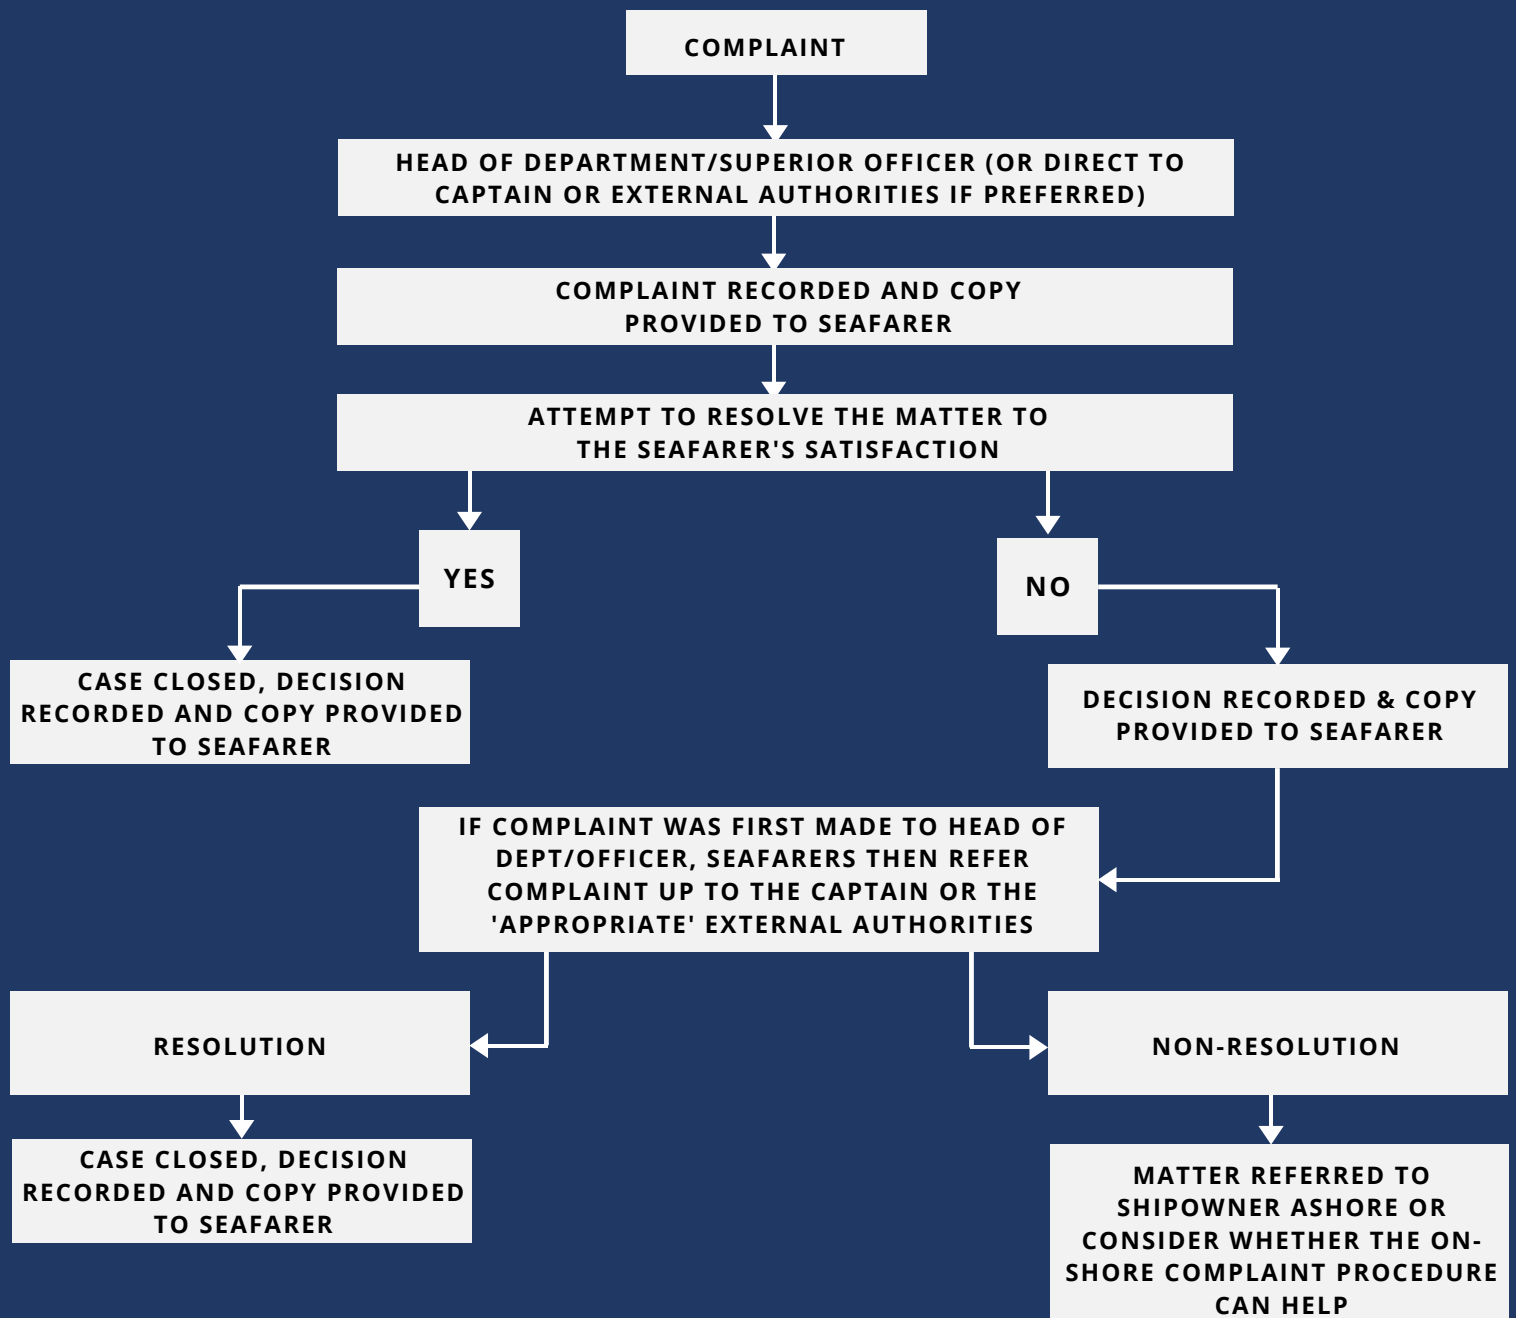 COMPLAINT
HEAD OF DEPARTMENT/SUPERIOR OFFICER (OR DIRECT TO
CAPTAIN OR EXTERNAL AUTHORITIES IF PREFERRED)
COMPLAINT RECORDED AND COPY
PROVIDED TO SEAFARER
ATTEMPT TO RESOLVE THE MATTER TO
THE SEAFARER'S SATISFACTION
YES
NO
CASE CLOSED, DECISION
RECORDED AND COPY PROVIDED
TO SEAFARER
DECISION RECORDED & COPY
PROVIDED TO SEAFARER
IF COMPLAINT WAS FIRST MADE TO HEAD OF
DEPT/OFFICER, SEAFARERS THEN REFER
COMPLAINT UP TO THE CAPTAIN OR THE
'APPROPRIATE' EXTERNAL AUTHORITIES
RESOLUTION
NON-RESOLUTION
CASE CLOSED, DECISION
RECORDED AND COPY PROVIDED
TO SEAFARER
MATTER REFERRED TO
SHIPOWNER ASHORE OR
CONSIDER WHETHER THE ON-
SHORE COMPLAINT PROCEDURE
CAN HELP